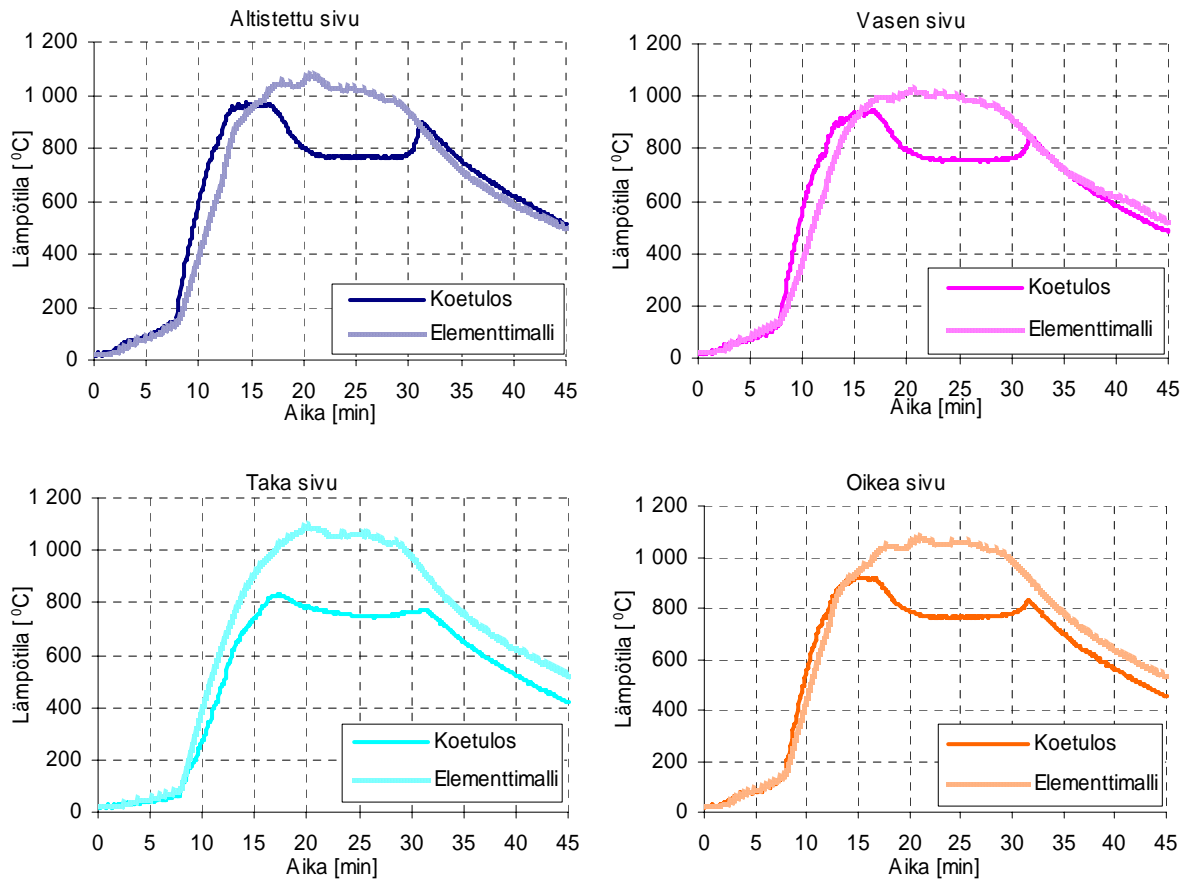 Altistettu sivu
1 200
1 000
800
600
400
200
0
Lämpötila [ ⁰C]
Koetulos
Elementtimalli
0 5 10 15 20 25 30 35 40 45
Aika [min]
Vasen sivu
1 200
1 000
800
600
400
200
0
Lämpötila [ ⁰C]
Koetulos
Elementtimalli
0 5 10 15 20 25 30 35 40 45
Aika [min]
Taka sivu
1 200
1 000
800
600
400
200
0
Lämpötila [ ⁰C]
Koetulos
Elementtimalli
0 5 10 15 20 25 30 35 40 45
Aika [min]
Oikea sivu
1 200
1 000
800
600
400
200
0
Lämpötila [ ⁰C]
Koetulos
Elementtimalli
0 5 10 15 20 25 30 35 40 45
Aika [min]